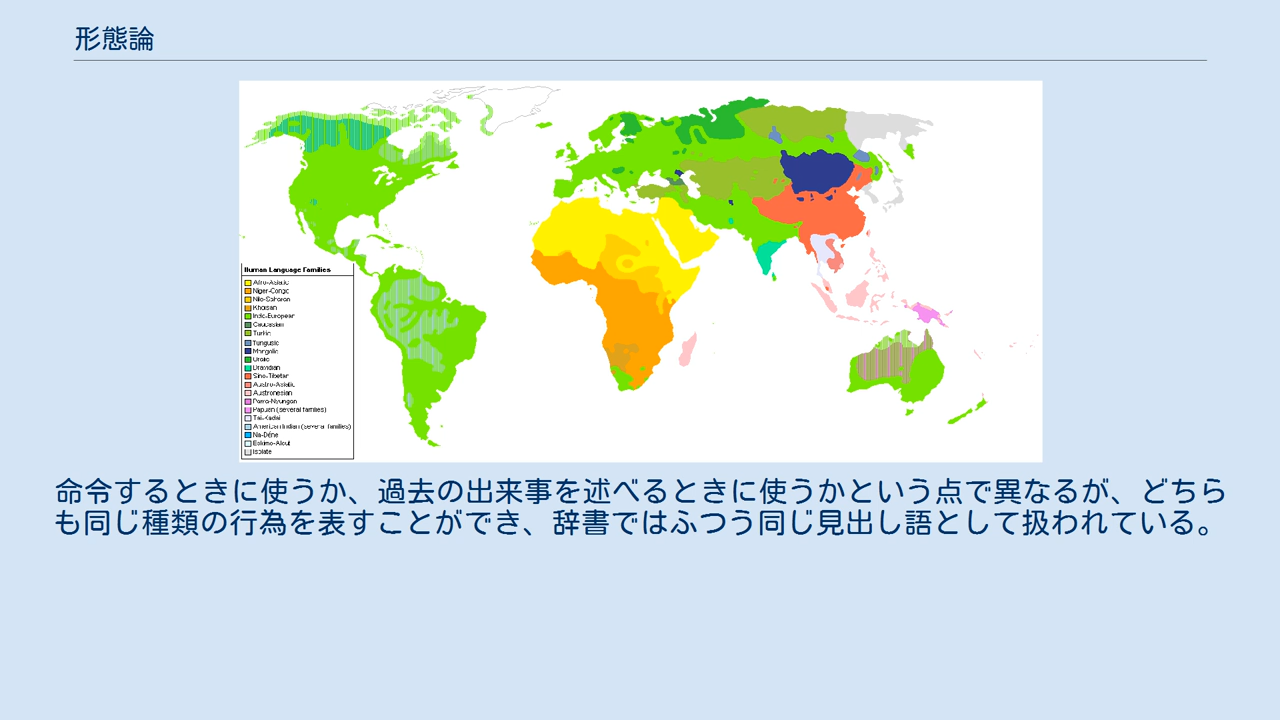 形態論
Human Language Families
Afro-Asiatic
Niger-Congo
Nilo-Saharan
Khoisan
Indo-European
Caucasian
Turkic
Tungusic
Mongolic
Uralic
Dravidian
Sino-Tibetan
Austro-Asiatic
Austronesian
Pama-Nyungan
Papuan (several families)
Tai-Kadai
American Indian (several families)
Na-Dene
Eskimo-Aleut
Isolate
命令するときに使うか、過去の出来事を述べるときに使うかという点で異なるが、どちら
も同じ種類の行為を表すことができ、辞書ではふつう同じ見出し語として扱われている。